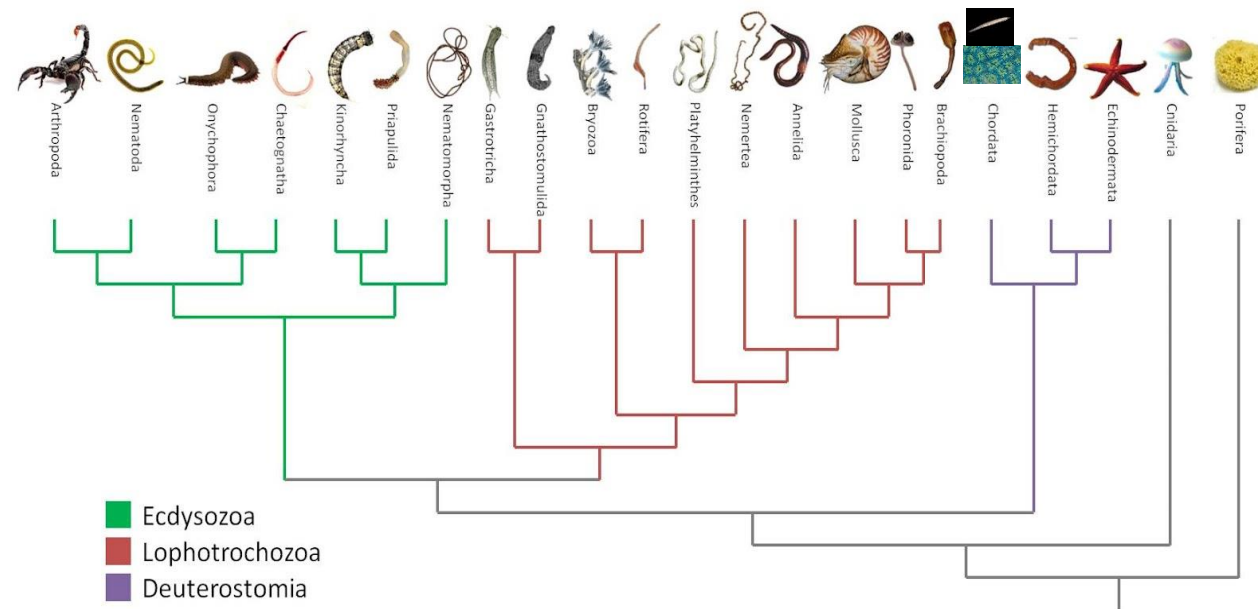 Arthropoda
Nematoda
Onychophora
Chaetognatha
Kinorhyncha
Priapulida
Nematomorpha
Gastrotricha
Gnathostomulida
Bryozoa
Rotifera
Platyhelminthes
Nemertea
Annelida
Mollusca
Phoronida
Brachiopoda
Chordata
Hemichordata
Echinodermata
Cnidaria
Porifera
Ecdysozoa
Lophotrochozoa
Deuterostomia